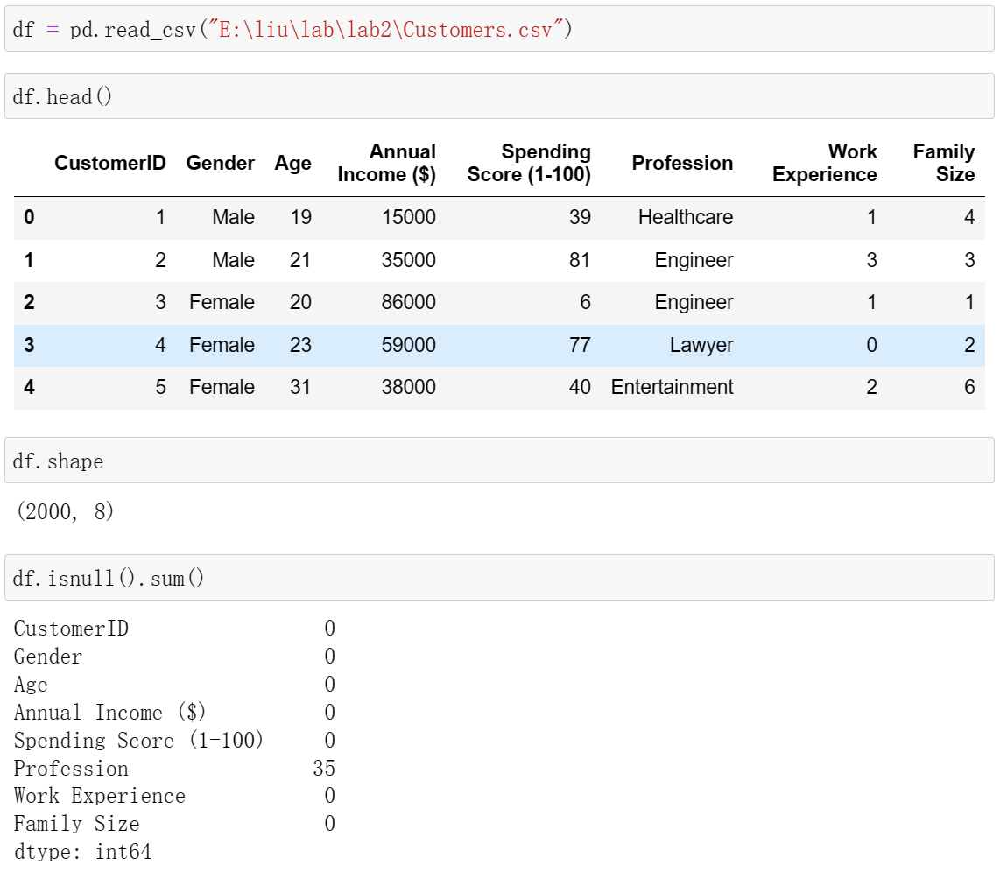 df = pd.read_csv("E:\liu\lab\lab2\Customers.csv")
df.head()
CustomerID Gender Age Annual Income ($) Spending Score (1-100) Profession Work Experience Family Size
0 1 Male 19 15000 39 Healthcare 1 4
1 2 Male 21 35000 81 Engineer 3 3
2 3 Female 20 86000 6 Engineer 1 1
3 4 Female 23 59000 77 Lawyer 0 2
4 5 Female 31 38000 40 Entertainment 2 6
df.shape
(2000, 8)
df.isnull().sum()
CustomerID 0
Gender 0
Age 0
Annual Income ($) 0
Spending Score (1-100) 0
Profession 35
Work Experience 0
Family Size 0
dtype: int64